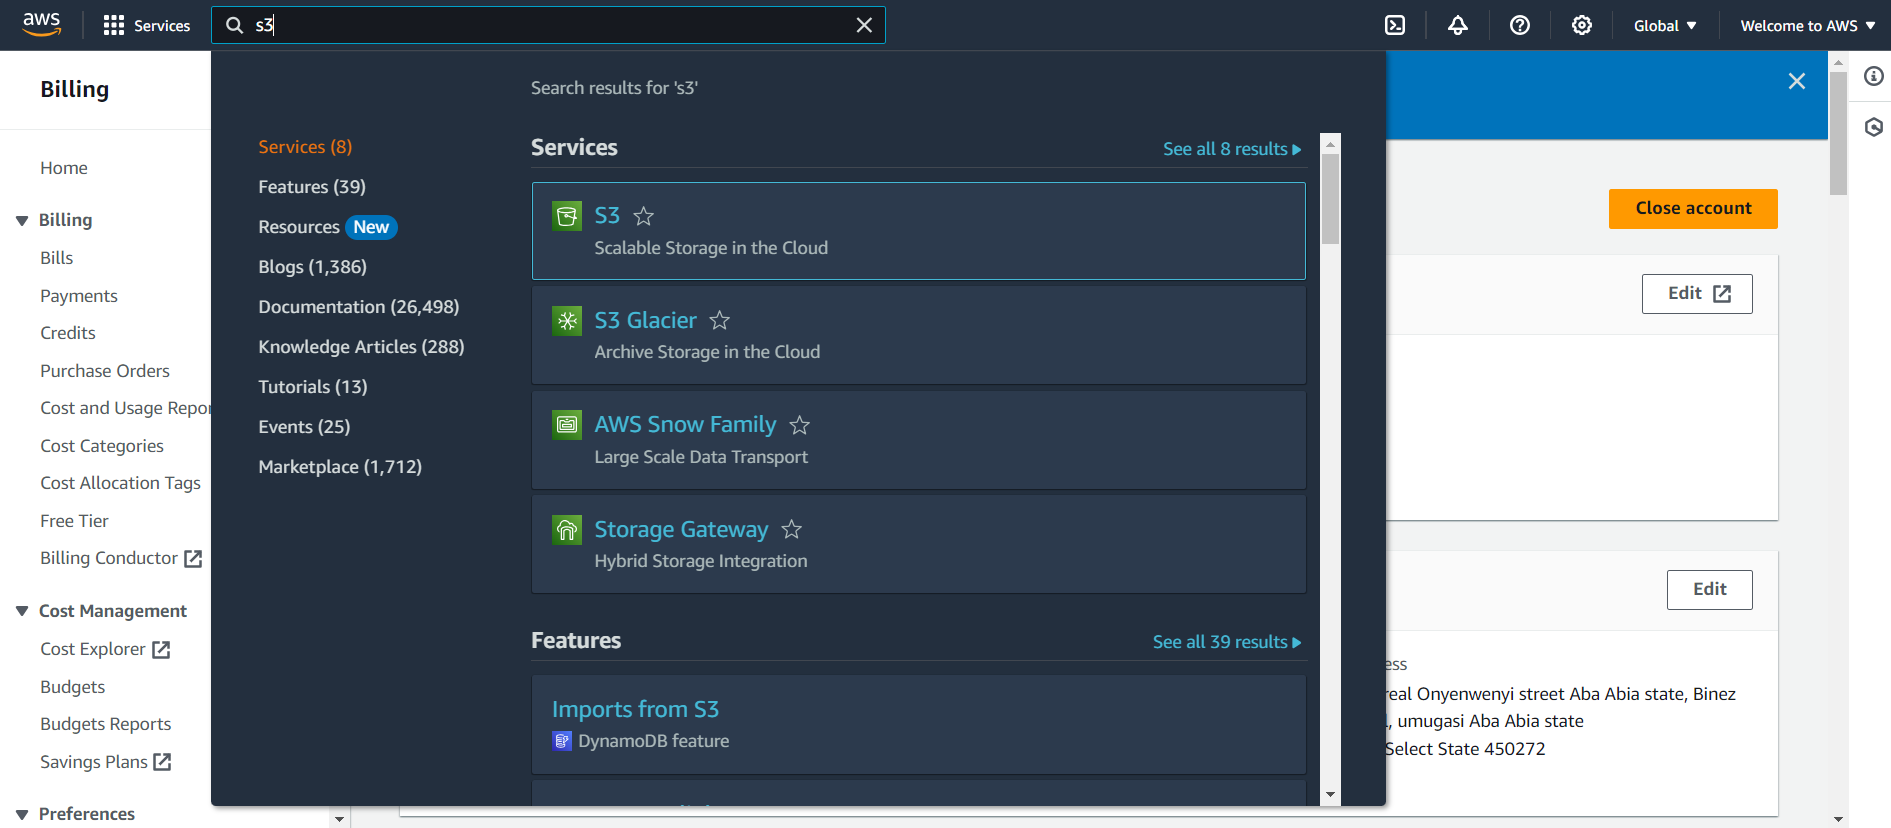 aws
Services
s3
Global
Welcome to AWS
Billing
Home
Billing
Bills
Payments
Credits
Purchase Orders
Cost and Usage Repor
Cost Categories
Cost Allocation Tags
Free Tier
Billing Conductor
Cost Management
Cost Explorer
Budgets
Budgets Reports
Savings Plans
Preferences
Search results for 's3'
Services (8)
Features (39)
Resources New
Blogs (1,386)
Documentation (26,498)
Knowledge Articles (288)
Tutorials (13)
Events (25)
Marketplace (1,712)
Services
See all 8 results
S3
Scalable Storage in the Cloud
S3 Glacier
Archive Storage in the Cloud
AWS Snow Family
Large Scale Data Transport
Storage Gateway
Hybrid Storage Integration
Features
See all 39 results
Imports from S3
DynamoDB feature
Close account
Edit
Edit
ess
real Onyenwenyi street Aba Abia state, Binez
, umugasi Aba Abia state
Select State 450272